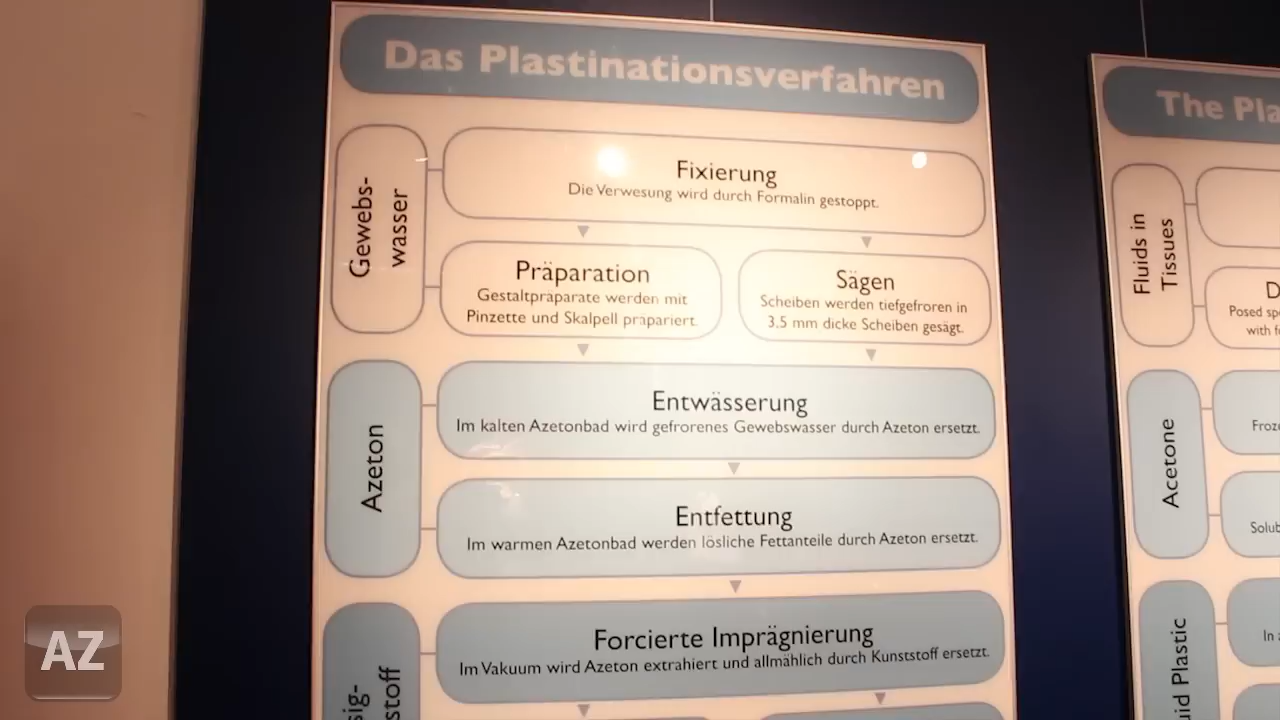 Das Plastinationsverfahren
Gewebs-
wasser
Fixierung
Die Verwesung wird durch Formalin gestoppt.
Präparation
Gestaltpräparate werden mit
Pinzette und Skalpell präpariert.
Sägen
Scheiben werden tiefgefroren in
3,5 mm dicke Scheiben gesägt.
Azeton
Entwässerung
Im kalten Azetonbad wird gefrorenes Gewebswasser durch Azeton ersetzt.
Entfettung
Im warmen Azetonbad werden lösliche Fettanteile durch Azeton ersetzt.
sig-
stoff
Forcierte Imprägnierung
Im Vakuum wird Azeton extrahiert und allmählich durch Kunststoff ersetzt.
The Pla
Fluids in
Tissues
D
Posed sp
with f
Acetone
Froze
Solub
uid Plastic
In
AZ